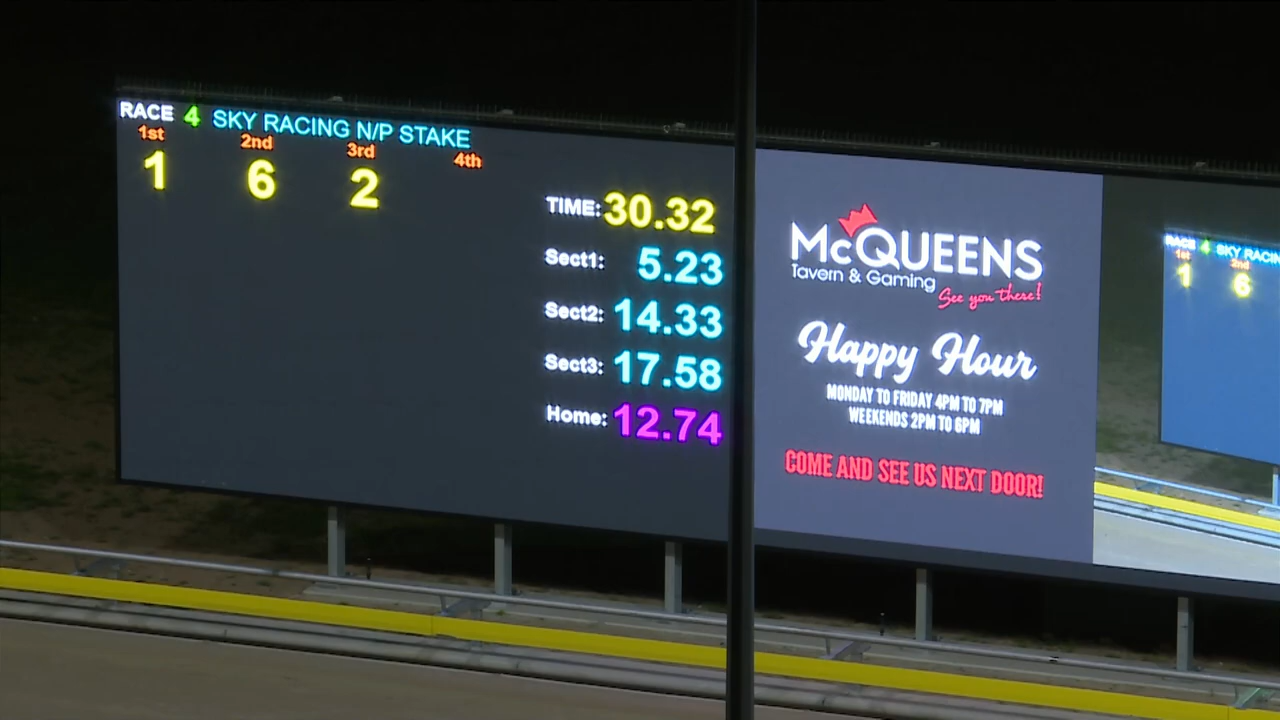 RACE 4 SKY RACING N/P STAKE
1st 2nd 3rd 4th
1 6 2
TIME: 30.32
Sect1: 5.23
Sect2: 14.33
Sect3: 17.58
Home: 12.74
McQUEENS
Tavern & Gaming
See you there!
Happy Hour
MONDAY TO FRIDAY 4PM TO 7PM
WEEKENDS 2PM TO 6PM
COME AND SEE US NEXT DOOR!
RACE 4 SKY RACIN
1st 2nd
1 6